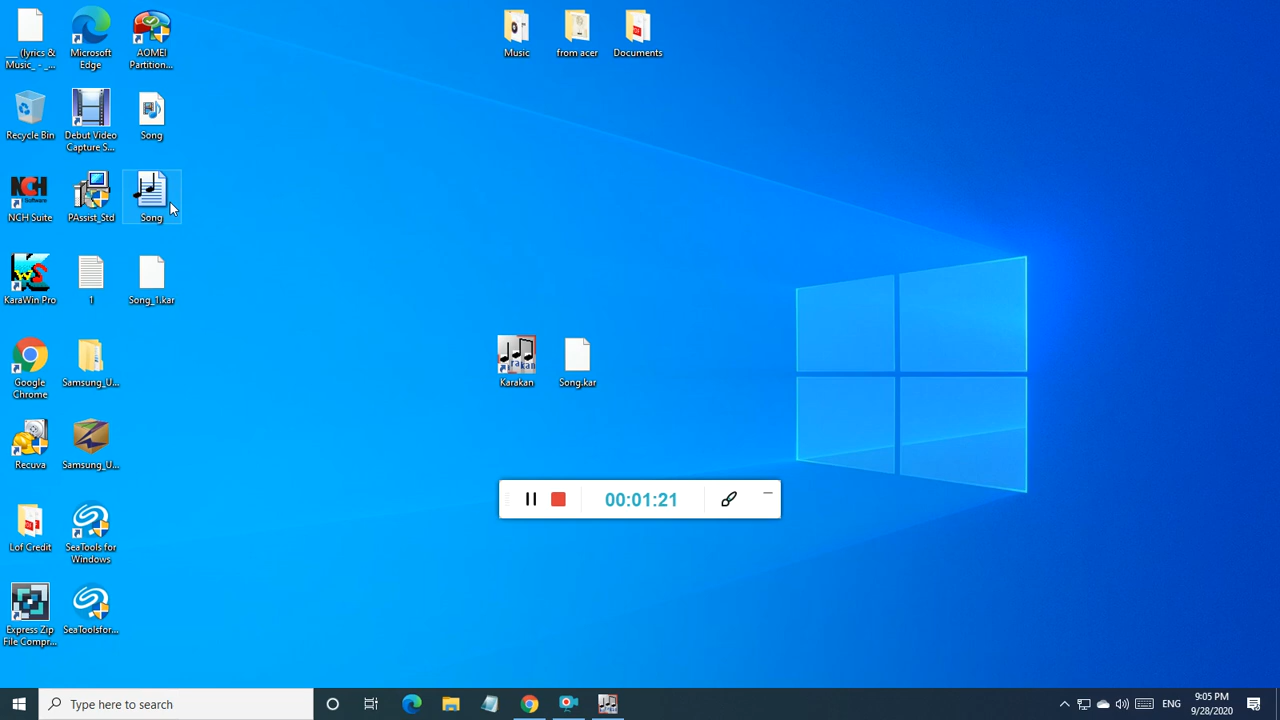 __ (lyrics &
Music_ - _...
Microsoft
Edge
AOMEI
Partition...
Music
from acer
Documents
Recycle Bin
Debut Video
Capture S...
Song
NCH
Software
NCH Suite
PAssist_Std
Song
KaraWin Pro
1
Song_1.kar
Google
Chrome
Samsung_U...
Karakan
Song.kar
Recuva
Samsung_U...
00:01:21
Lof Credit
SeaTools for
Windows
Express Zip
File Compr...
SeaToolsfor...
Type here to search
ENG
9:05 PM
9/28/2020